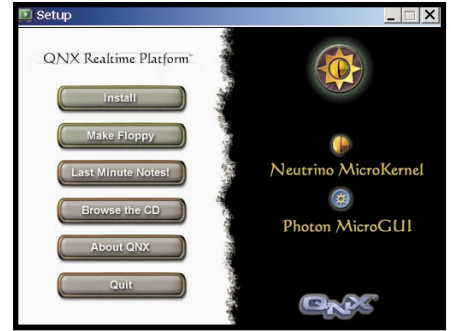 Setup
QNX Realtime Platform™
Install
Make Floppy
Last Minute Notes!
Browse the CD
About QNX
Quit
Neutrino MicroKernel
Photon MicroGUI
QNX